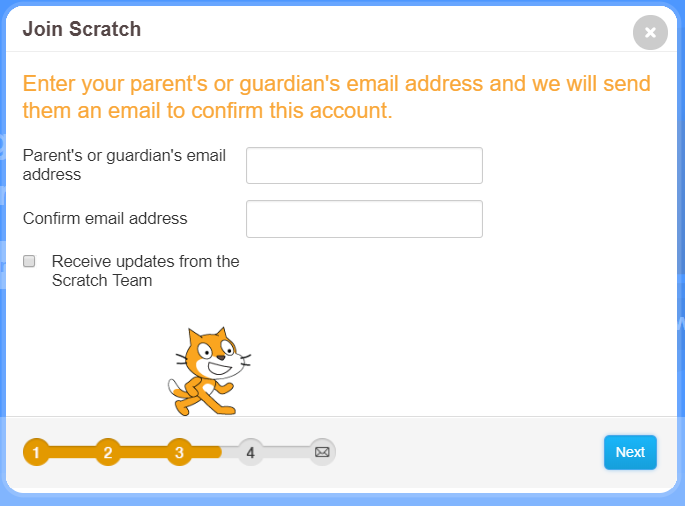 Join Scratch
Enter your parent's or guardian's email address and we will send
them an email to confirm this account.
Parent's or guardian's email
address
Confirm email address
Receive updates from the
Scratch Team
1 2 3 4
Next